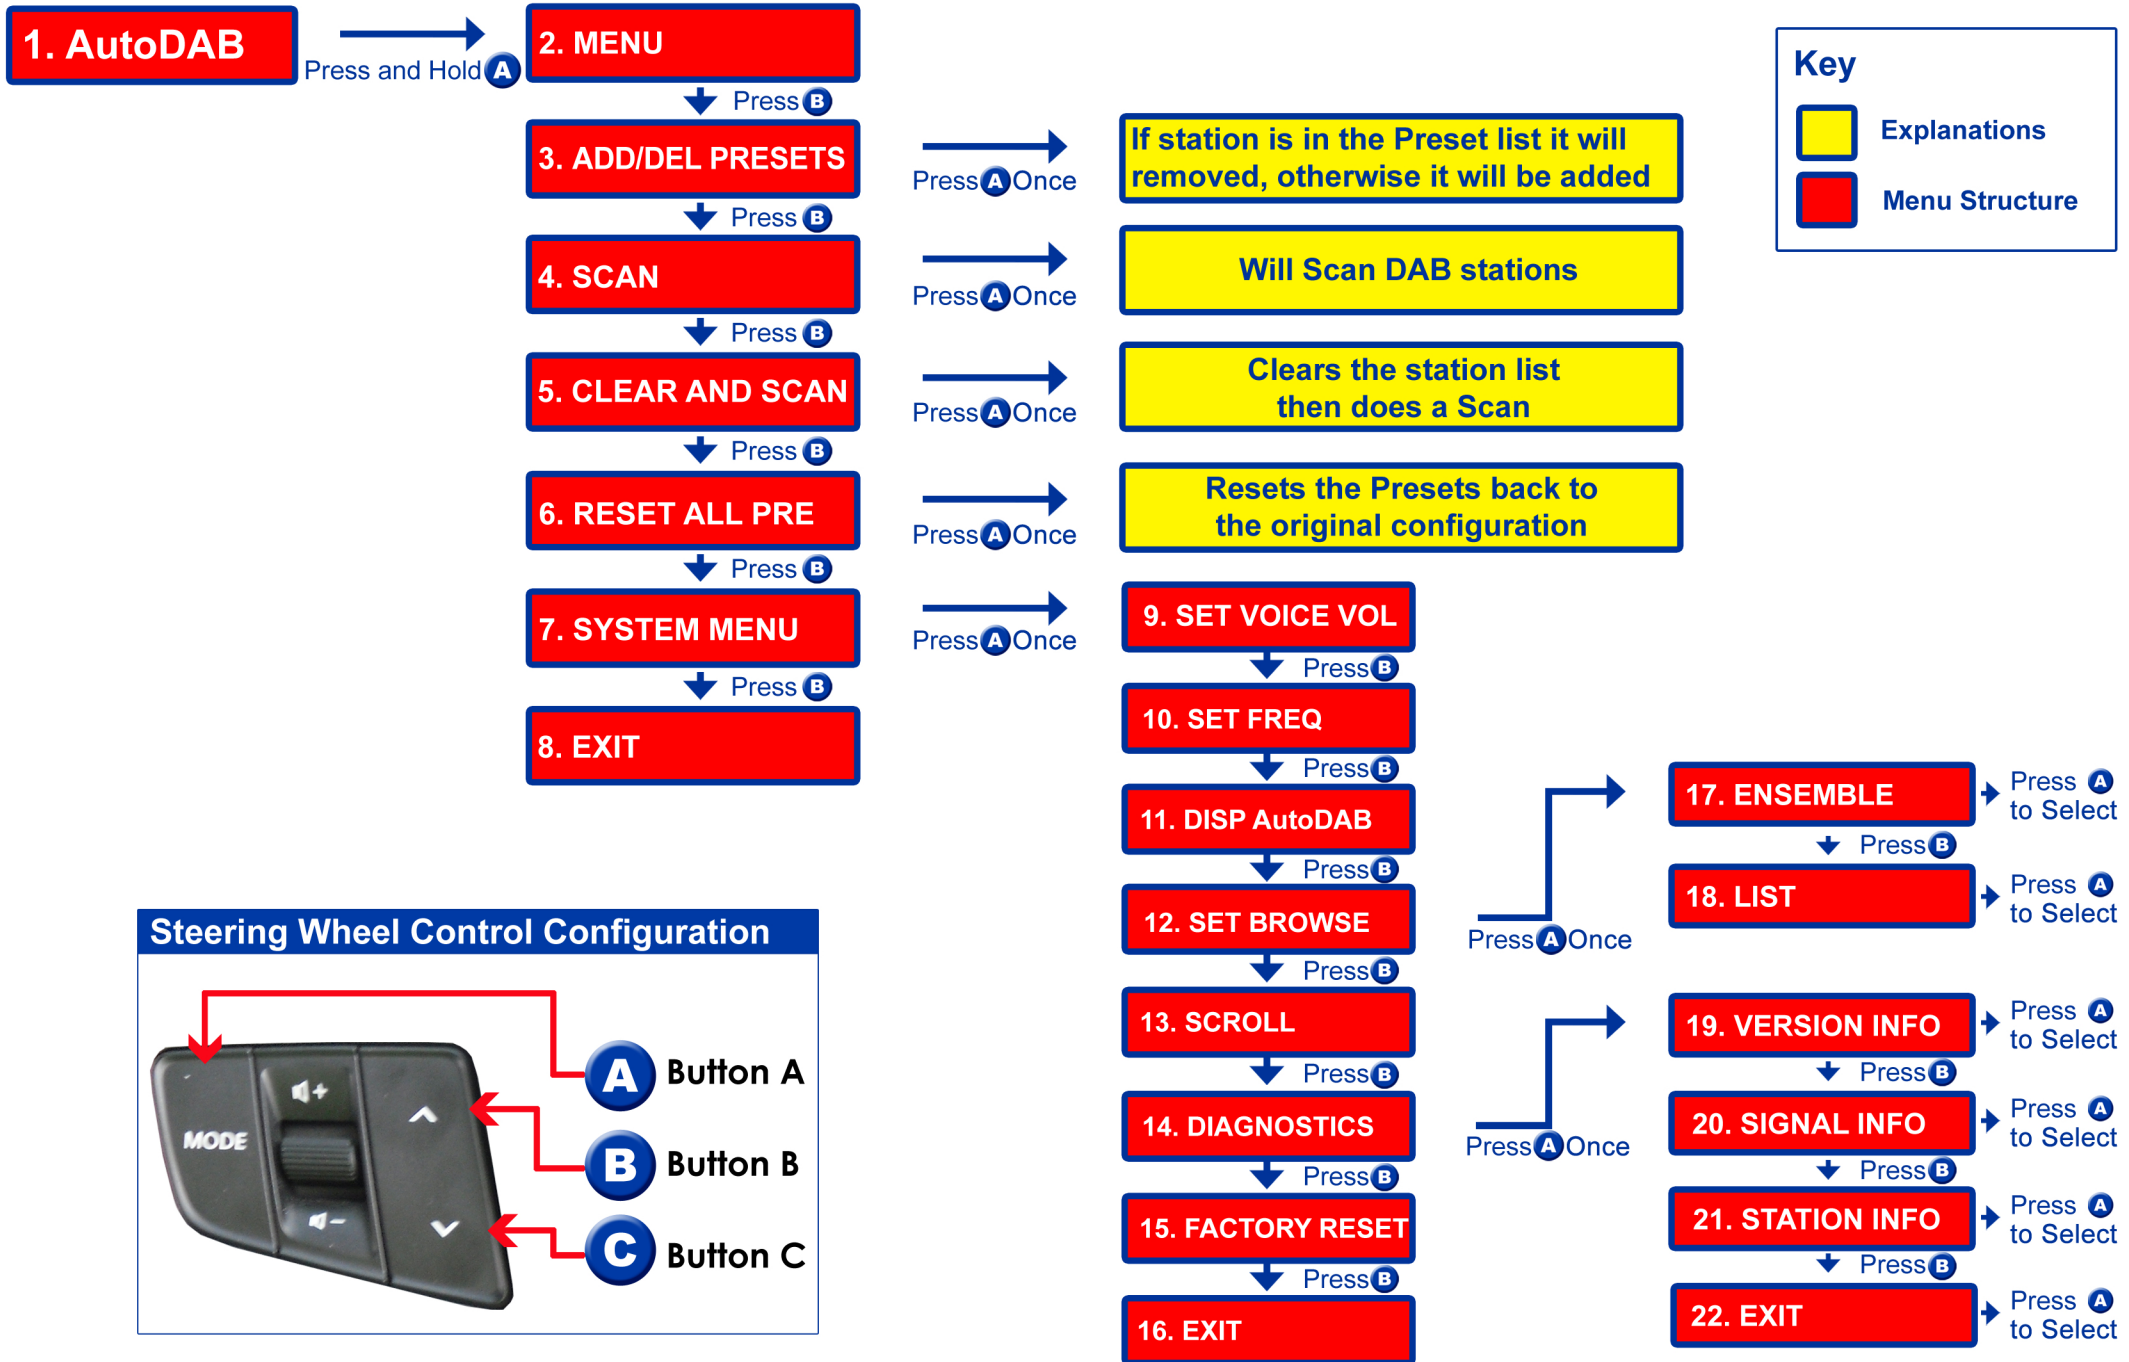 1. AutoDAB
Press and Hold A
2. MENU
Press B
3. ADD/DEL PRESETS
Press A Once
If station is in the Preset list it will
removed, otherwise it will be added
Press B
4. SCAN
Press A Once
Will Scan DAB stations
Press B
5. CLEAR AND SCAN
Press A Once
Clears the station list
then does a Scan
Press B
6. RESET ALL PRE
Press A Once
Resets the Presets back to
the original configuration
Press B
7. SYSTEM MENU
Press A Once
Press B
8. EXIT
9. SET VOICE VOL
Press B
10. SET FREQ
Press B
11. DISP AutoDAB
Press B
12. SET BROWSE
Press A Once
Press B
13. SCROLL
Press B
14. DIAGNOSTICS
Press A Once
Press B
15. FACTORY RESET
Press B
16. EXIT
17. ENSEMBLE
Press A
to Select
Press B
18. LIST
Press A
to Select
19. VERSION INFO
Press A
to Select
Press B
20. SIGNAL INFO
Press A
to Select
Press B
21. STATION INFO
Press A
to Select
Press B
22. EXIT
Press A
to Select
Key
Explanations
Menu Structure
Steering Wheel Control Configuration
MODE
+
-
A Button A
B Button B
C Button C